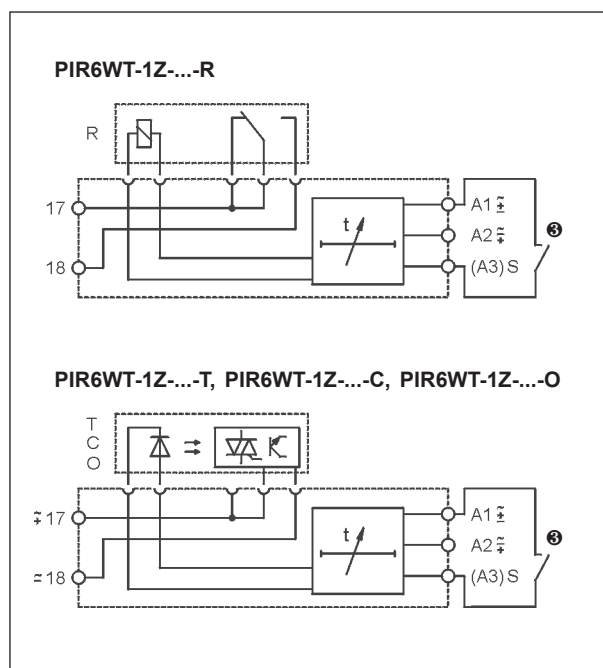 PIR6WT-1Z-...-R
R
17
A1 ≂ ±
t
A2 ≂ ∓
18
(A3) S
❸
PIR6WT-1Z-...-T, PIR6WT-1Z-...-C, PIR6WT-1Z-...-O
T
C
O
≂ + 17
A1 ≂ ±
t
A2 ≂ ∓
≂ 18
(A3) S
❸